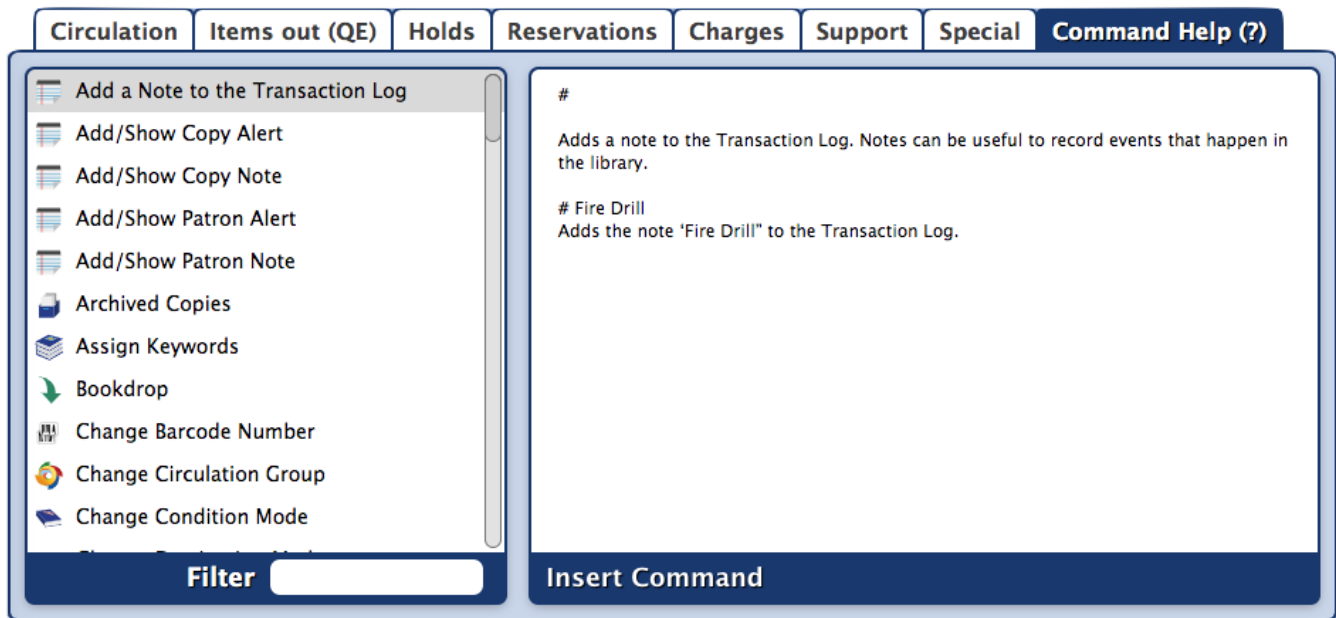 Circulation
Items out (QE)
Holds
Reservations
Charges
Support
Special
Command Help (?)
Add a Note to the Transaction Log
Add/Show Copy Alert
Add/Show Copy Note
Add/Show Patron Alert
Add/Show Patron Note
Archived Copies
Assign Keywords
Bookdrop
Change Barcode Number
Change Circulation Group
Change Condition Mode
Filter
#
Adds a note to the Transaction Log. Notes can be useful to record events that happen in
the library.
# Fire Drill
Adds the note ‘Fire Drill” to the Transaction Log.
Insert Command